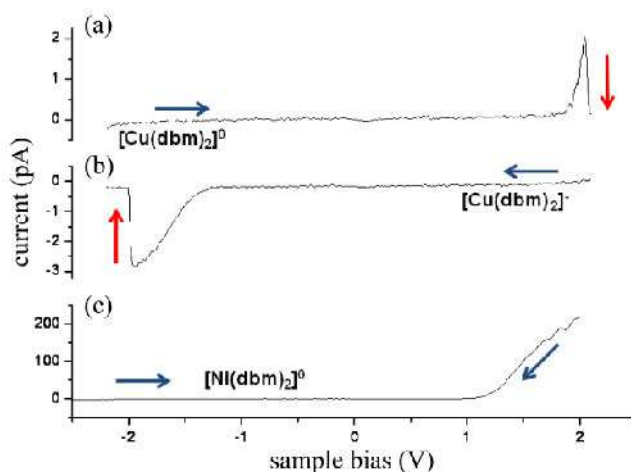 (a)
2
1
0
[Cu(dbm)2]0
(b)
0
-1
-2
-3
[Cu(dbm)2]-
current (pA)
(c)
200
100
0
[Ni(dbm)2]0
-2
-1
0
1
2
sample bias (V)